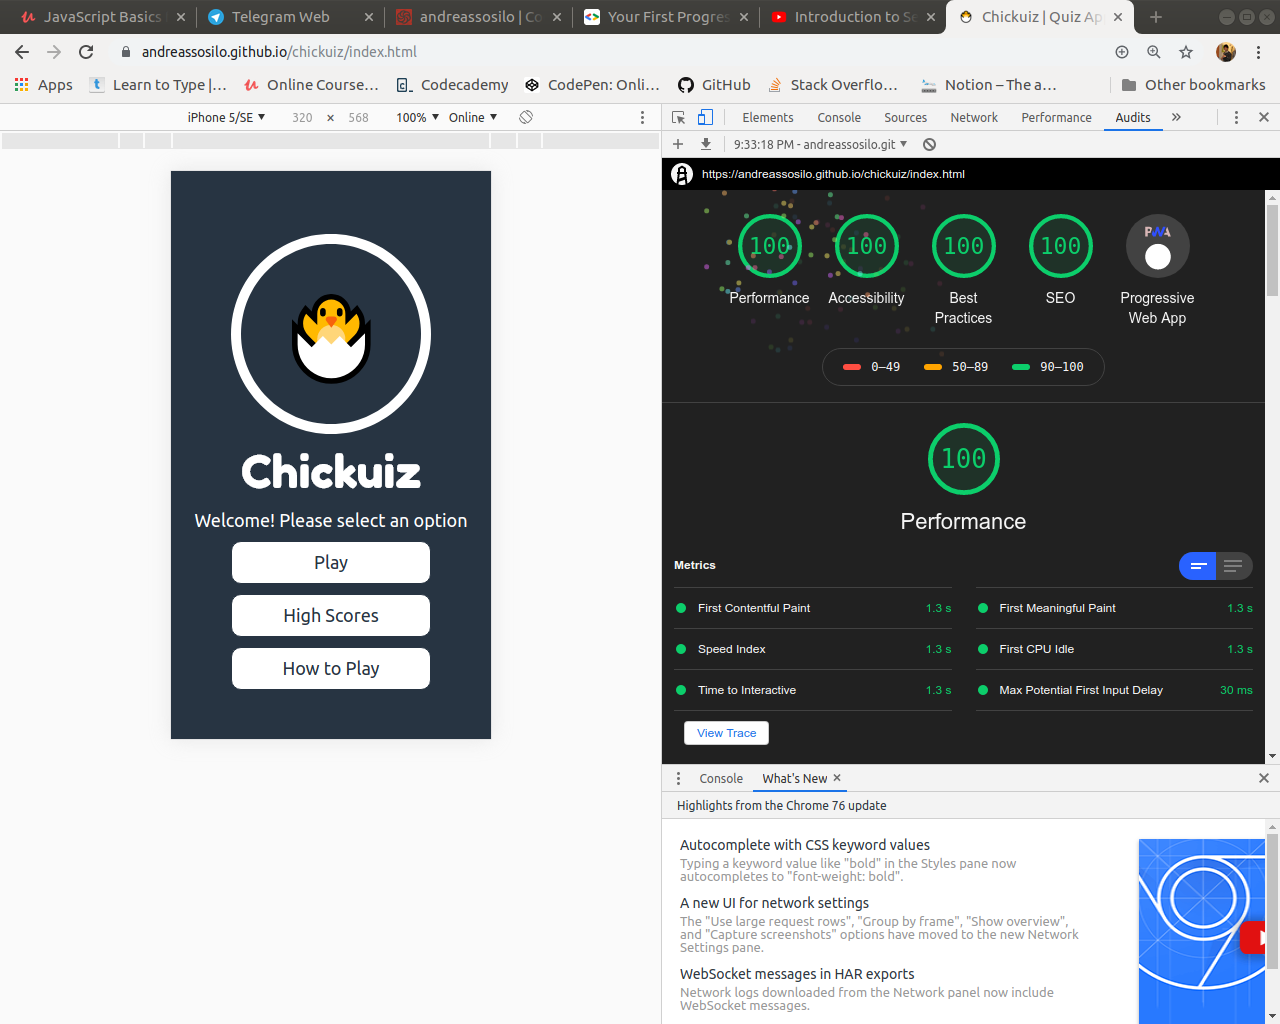 JavaScript Basics
Telegram Web
andreassosilo | Co
Your First Progres
Introduction to Se
Chickuiz | Quiz Ap
andreassosilo.github.io/chickuiz/index.html
Apps
Learn to Type |...
Online Course...
Codecademy
CodePen: Onli...
GitHub
Stack Overflo...
Notion – The a...
Other bookmarks
iPhone 5/SE ▼ 320 × 568 100% ▼ Online ▼
Elements Console Sources Network Performance Audits »
9:33:18 PM - andreassosilo.git ▼
https://andreassosilo.github.io/chickuiz/index.html
100 100 100 100 PWA
Performance
Accessibility
Best
Practices
SEO
Progressive
Web App
0–49 50–89 90–100
100
Performance
Metrics
First Contentful Paint 1.3 s
First Meaningful Paint 1.3 s
Speed Index 1.3 s
First CPU Idle 1.3 s
Time to Interactive 1.3 s
Max Potential First Input Delay 30 ms
View Trace
Chickuiz
Welcome! Please select an option
Play
High Scores
How to Play
Console What's New ×
Highlights from the Chrome 76 update
Autocomplete with CSS keyword values
Typing a keyword value like "bold" in the Styles pane now
autocompletes to "font-weight: bold".
A new UI for network settings
The "Use large request rows", "Group by frame", "Show overview",
and "Capture screenshots" options have moved to the new Network
Settings pane.
WebSocket messages in HAR exports
Network logs downloaded from the Network panel now include
WebSocket messages.